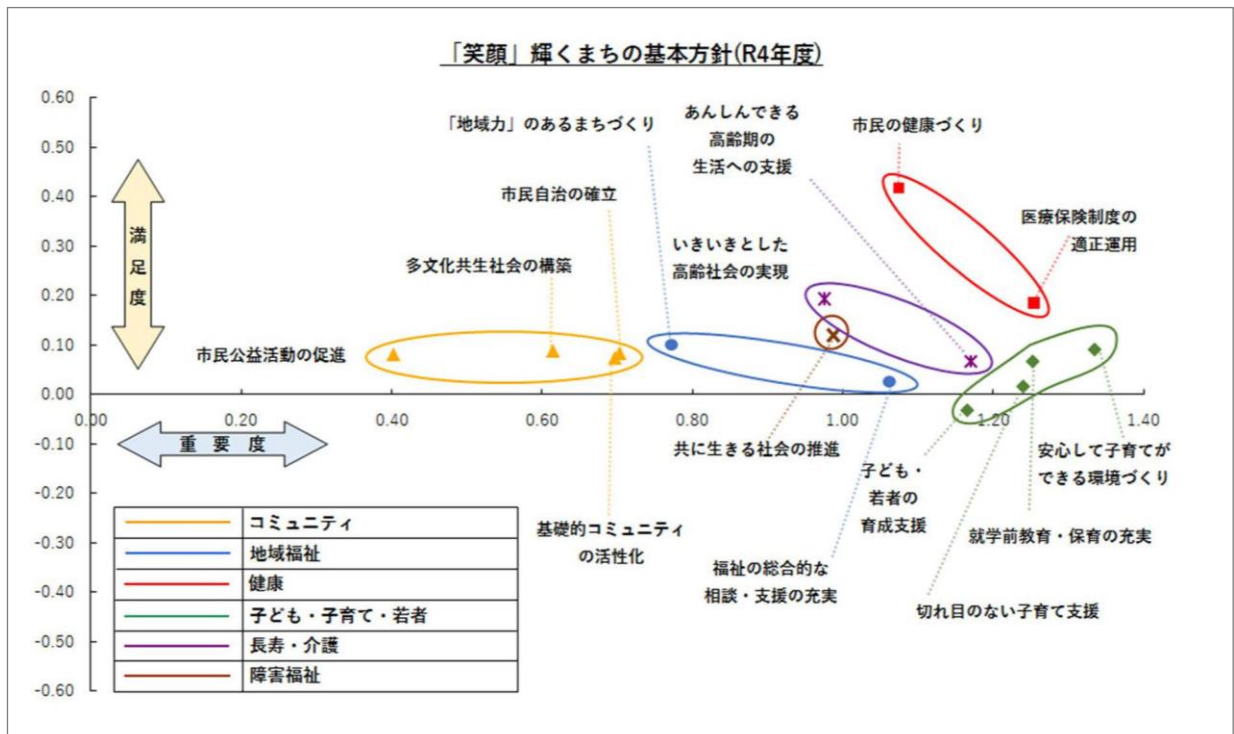 「笑顔」輝くまちの基本方針(R4年度)
0.60
0.50
0.40
0.30
0.20
0.10
0.00
-0.10
-0.20
-0.30
-0.40
-0.50
-0.60
0.00
0.20
0.40
0.60
0.80
1.00
1.20
1.40
満足度
重要度
「地域力」のあるまちづくり
あんしんできる
高齢期の
生活への支援
市民の健康づくり
市民自治の確立
医療保険制度の
適正運用
いきいきとした
高齢社会の実現
多文化共生社会の構築
市民公益活動の促進
共に生きる社会の推進
子ども・
若者の
育成支援
安心して子育てが
できる環境づくり
基礎的コミュニティ
の活性化
就学前教育・保育の充実
福祉の総合的な
相談・支援の充実
切れ目のない子育て支援
コミュニティ
地域福祉
健康
子ども・子育て・若者
長寿・介護
障害福祉